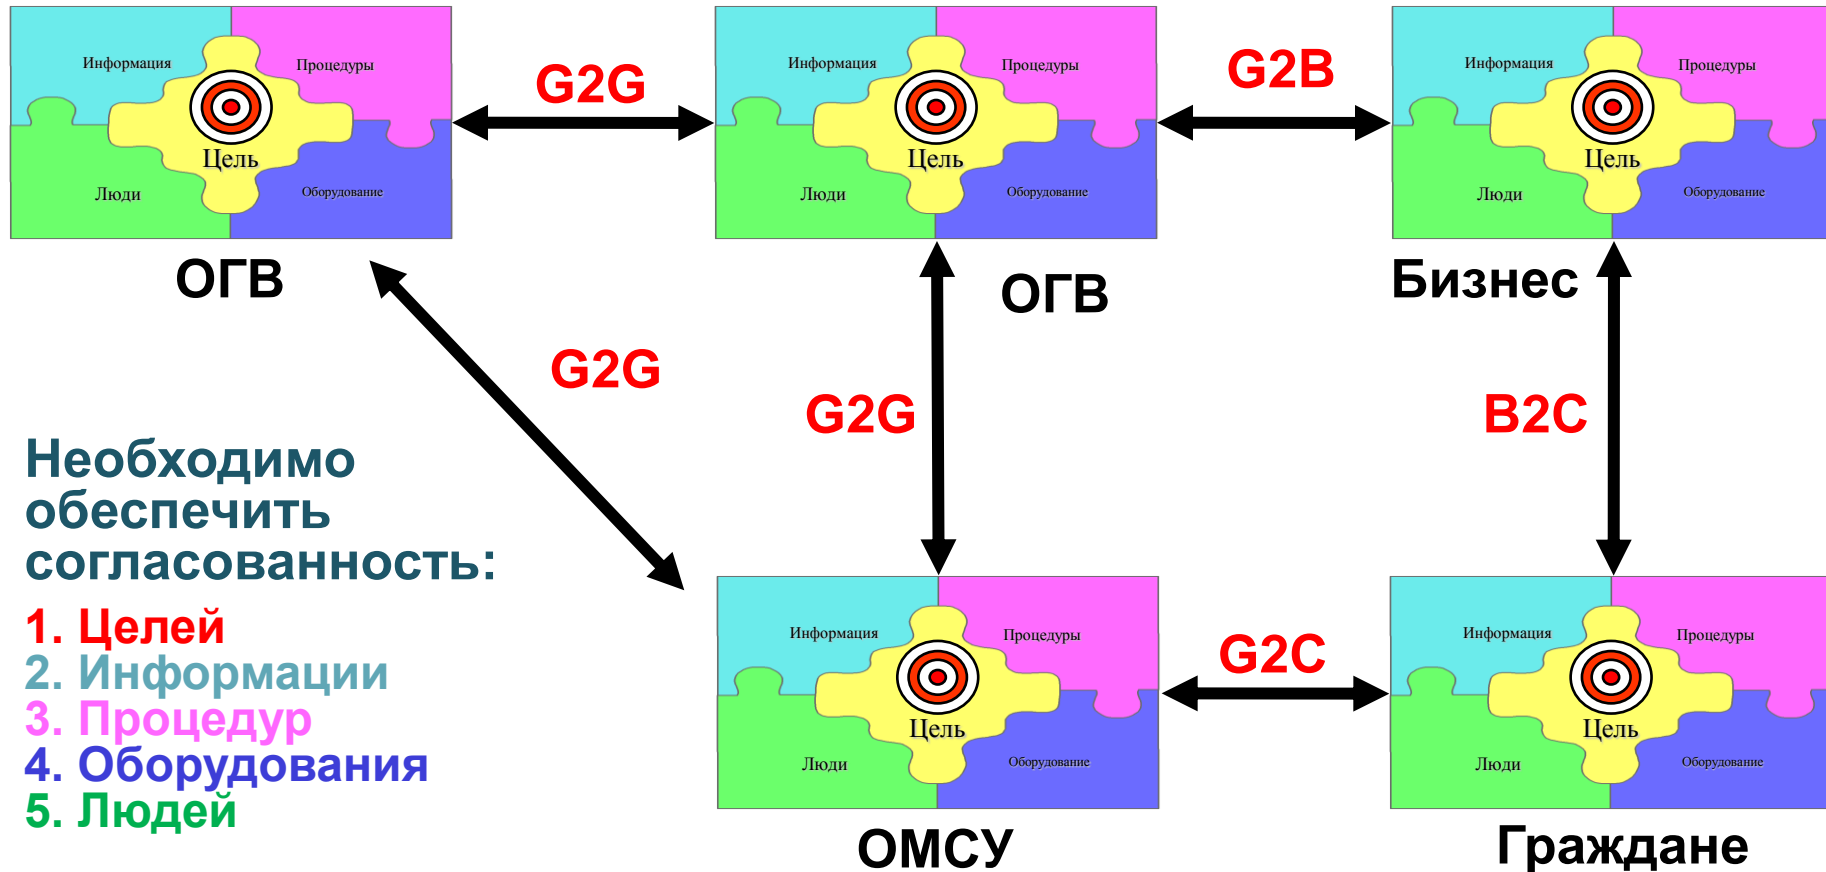 Информация
Процедуры
Цель
Люди
Оборудование
ОГВ
G2G
Информация
Процедуры
Цель
Люди
Оборудование
ОГВ
G2B
Информация
Процедуры
Цель
Люди
Оборудование
Бизнес
G2G
G2G
B2C
Необходимо
обеспечить
согласованность:
1. Целей
2. Информации
3. Процедур
4. Оборудования
5. Людей
Информация
Процедуры
Цель
Люди
Оборудование
ОМСУ
G2C
Информация
Процедуры
Цель
Люди
Оборудование
Граждане